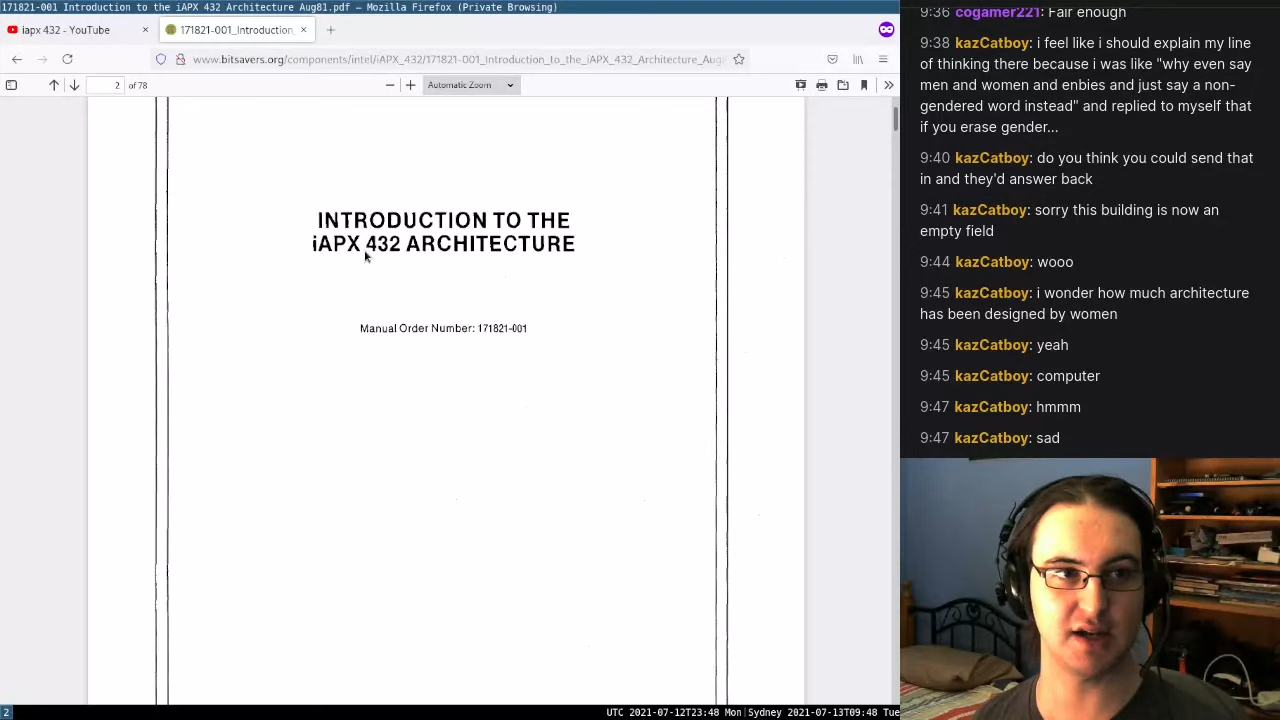 171821-001 Introduction to the iAPX 432 Architecture Aug81.pdf — Mozilla Firefox (Private Browsing)
iapx 432 - YouTube
171821-001_Introduction_
www.bitsavers.org/components/intel/iAPX_432/171821-001_Introduction_to_the_iAPX_432_Architecture_Aug
2 of 78
Automatic Zoom
INTRODUCTION TO THE
iAPX 432 ARCHITECTURE
Manual Order Number: 171821-001
2
UTC 2021-07-12T23:48 Mon|Sydney 2021-07-13T09:48 Tue
9:36 cogamer221: Fair enough
9:38 kazCatboy: i feel like i should explain my line
of thinking there because i was like "why even say
men and women and enbies and just say a non-
gendered word instead" and replied to myself that
if you erase gender...
9:40 kazCatboy: do you think you could send that
in and they'd answer back
9:41 kazCatboy: sorry this building is now an
empty field
9:44 kazCatboy: wooo
9:45 kazCatboy: i wonder how much architecture
has been designed by women
9:45 kazCatboy: yeah
9:45 kazCatboy: computer
9:47 kazCatboy: hmmm
9:47 kazCatboy: sad